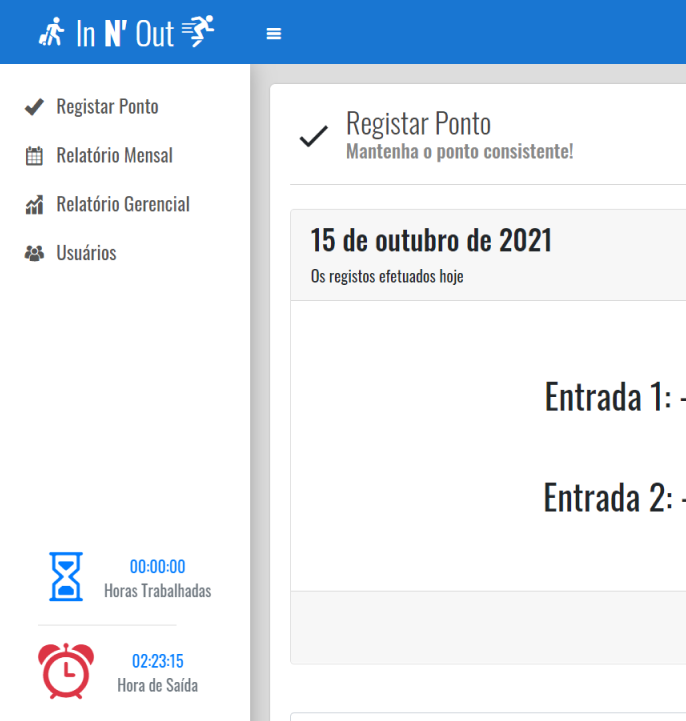 In N' Out
Registar Ponto
Relatório Mensal
Relatório Gerencial
Usuários
00:00:00
Horas Trabalhadas
02:23:15
Hora de Saída
Registar Ponto
Mantenha o ponto consistente!
15 de outubro de 2021
Os registos efetuados hoje
Entrada 1: -
Entrada 2: -